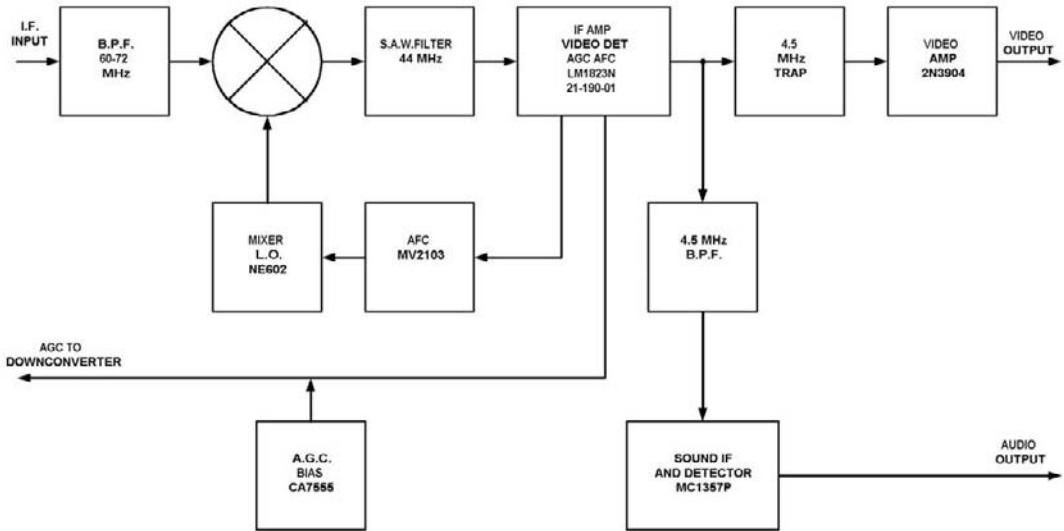 I.F.
INPUT
B.P.F.
60-72
MHz
S.A.W.FILTER
44 MHz
IF AMP
VIDEO DET
AGC AFC
LM1823N
21-190-01
4.5
MHz
TRAP
VIDEO
AMP
2N3904
VIDEO
OUTPUT
MIXER
L.O.
NE602
AFC
MV2103
4.5 MHz
B.P.F.
AGC TO
DOWNCONVERTER
A.G.C.
BIAS
CA7555
SOUND IF
AND DETECTOR
MC1357P
AUDIO
OUTPUT